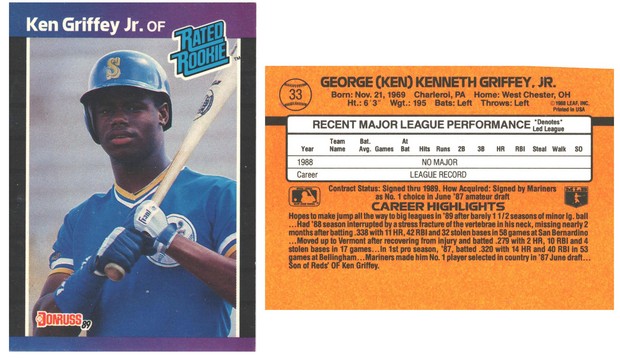 Ken Griffey Jr. OF
RATED
ROOKIE
TM
S
DONRUSS 89
33
GEORGE (KEN) KENNETH GRIFFEY, JR.
Born: Nov. 21, 1969 Charleroi, PA Home: West Chester, OH
Ht.: 6'3" Wgt.: 195 Bats: Left Throws: Left
© 1988 LEAF, INC.
Printed in USA
RECENT MAJOR LEAGUE PERFORMANCE *Denotes*
Led League
Year Team Name Bat. Avg. Games At Bat Hits Runs 2B 3B HR RBI Steal Walk SO
1988 NO MAJOR
Career LEAGUE RECORD
Contract Status: Signed thru 1989. How Acquired: Signed by Mariners
as No. 1 choice in June '87 amateur draft
CAREER HIGHLIGHTS
Hopes to make jump all the way to big leagues in '89 after barely 1 1/2 seasons of minor lg. ball
...Had '88 season interrupted by a stress fracture of the vertebrae in his neck, missing nearly 2
months after batting .338 with 11 HR, 42 RBI and 32 stolen bases in 58 games at San Bernardino
...Moved up to Vermont after recovering from injury and batted .279 with 2 HR, 10 RBI and 4
stolen bases in 17 games...In 1st pro season, '87, batted .320 with 14 HR and 40 RBI in 53
games at Bellingham...Mariners made him No. 1 player selected in country in '87 June draft...
Son of Reds' OF Ken Griffey.